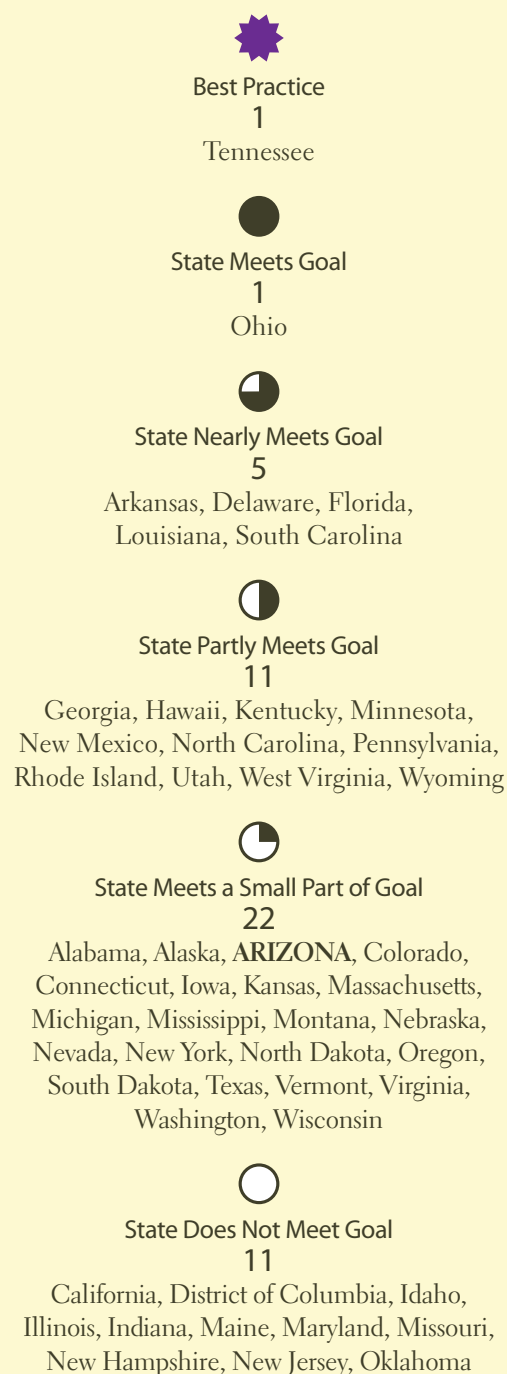 Best Practice
1
Tennessee
State Meets Goal
1
Ohio
State Nearly Meets Goal
5
Arkansas, Delaware, Florida,
Louisiana, South Carolina
State Partly Meets Goal
11
Georgia, Hawaii, Kentucky, Minnesota,
New Mexico, North Carolina, Pennsylvania,
Rhode Island, Utah, West Virginia, Wyoming
State Meets a Small Part of Goal
22
Alabama, Alaska, ARIZONA, Colorado,
Connecticut, Iowa, Kansas, Massachusetts,
Michigan, Mississippi, Montana, Nebraska,
Nevada, New York, North Dakota, Oregon,
South Dakota, Texas, Vermont, Virginia,
Washington, Wisconsin
State Does Not Meet Goal
11
California, District of Columbia, Idaho,
Illinois, Indiana, Maine, Maryland, Missouri,
New Hampshire, New Jersey, Oklahoma